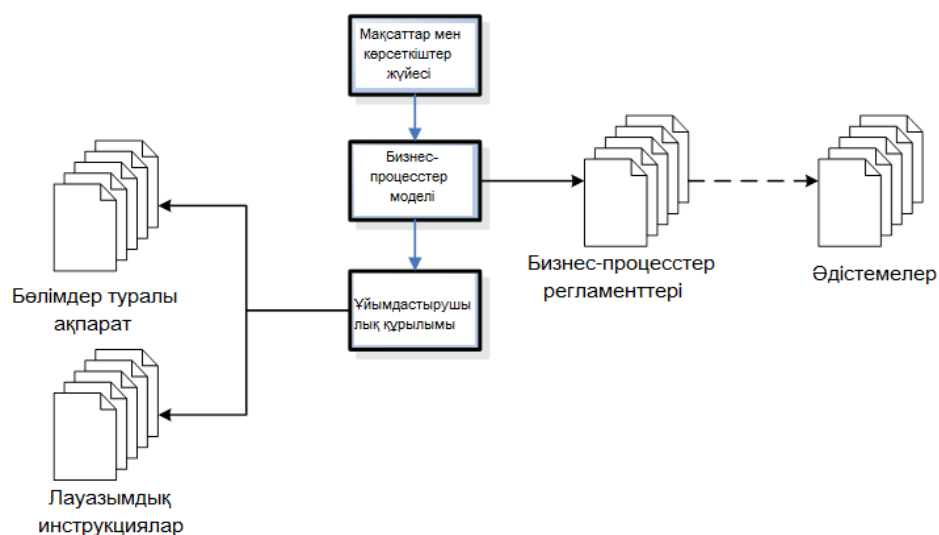 Мақсаттар мен
көрсеткіштер
жүйесі
Бизнес-
процесстер
моделі
Бизнес-процесстер
регламенттері
Әдістемелер
Бөлімдер туралы
ақпарат
Ұйымдастырушы
лық құрылымы
Лауазымдық
инструкциялар